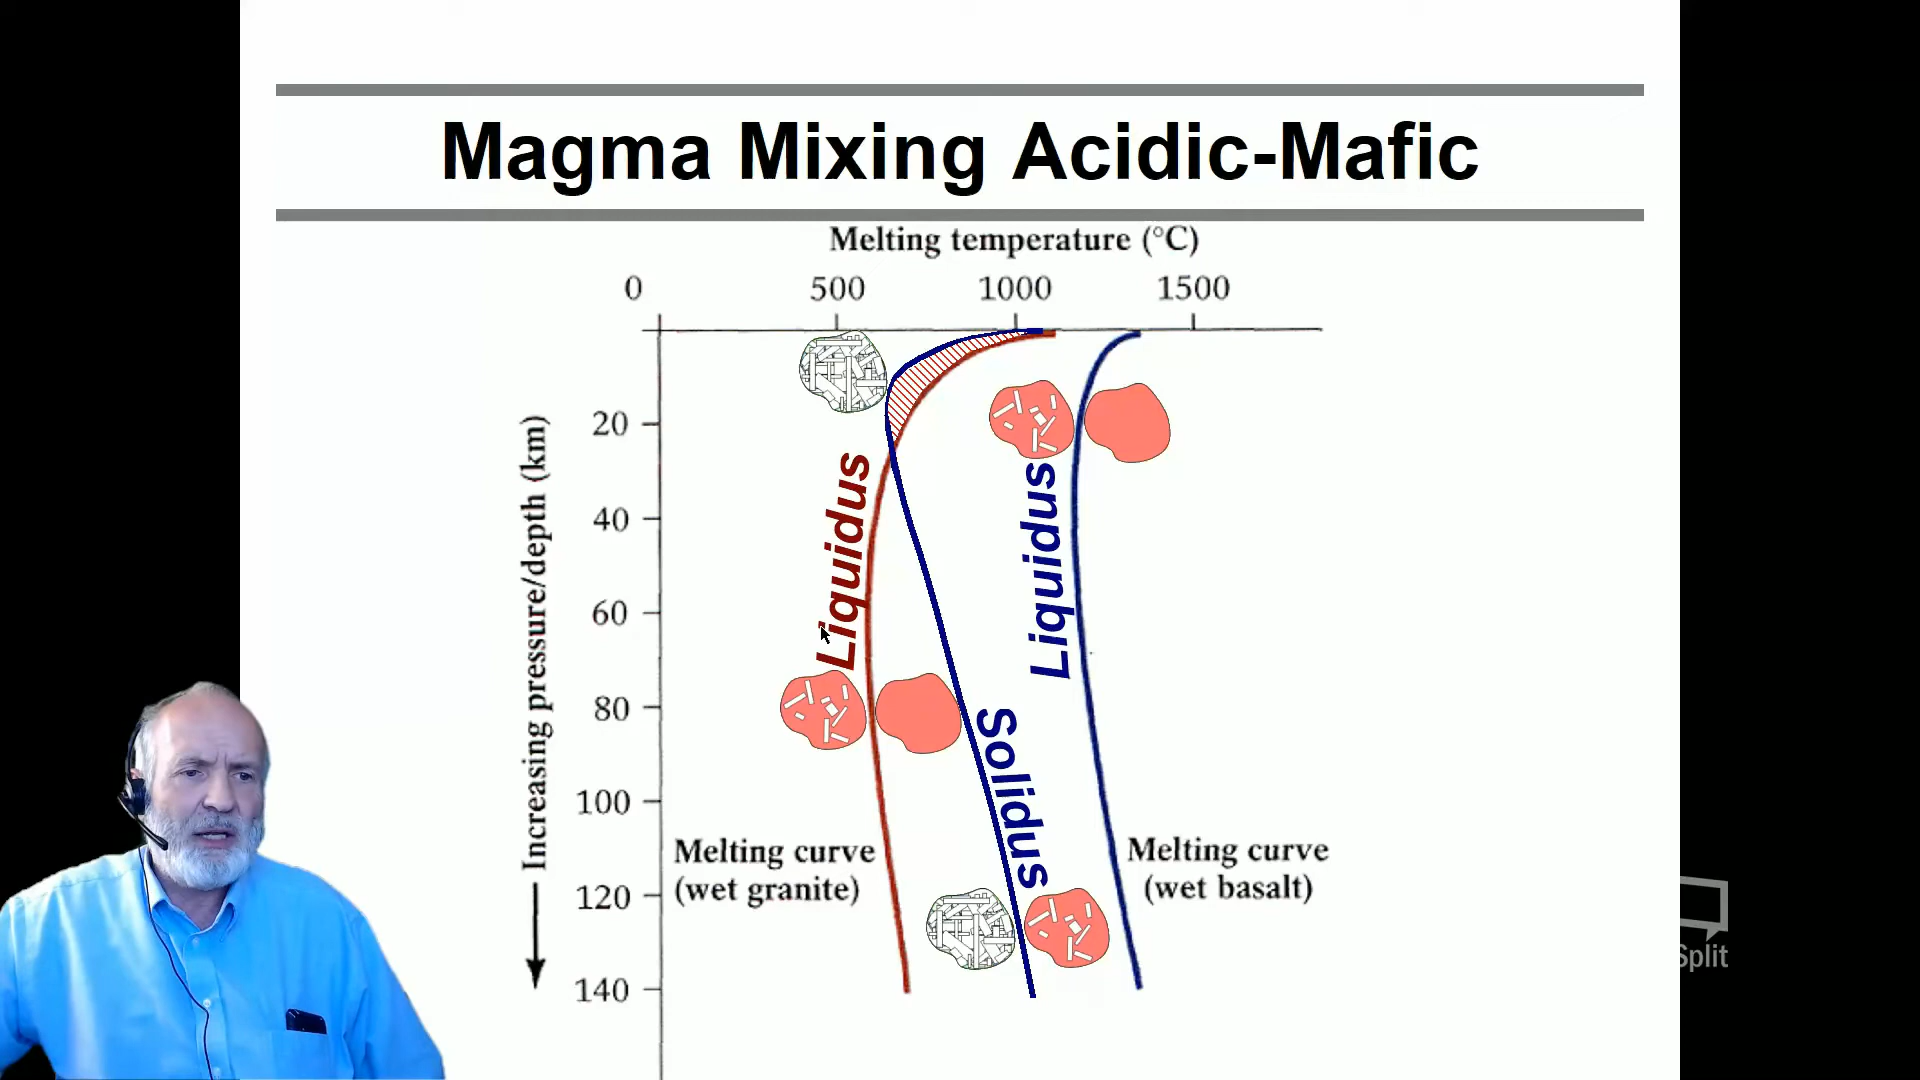 Magma Mixing Acidic-Mafic
Melting temperature (°C)
0 500 1000 1500
Increasing pressure/depth (km)
20
40
60
80
100
120
140
Liquidus
Liquidus
Solidus
Melting curve
(wet granite)
Melting curve
(wet basalt)
Split